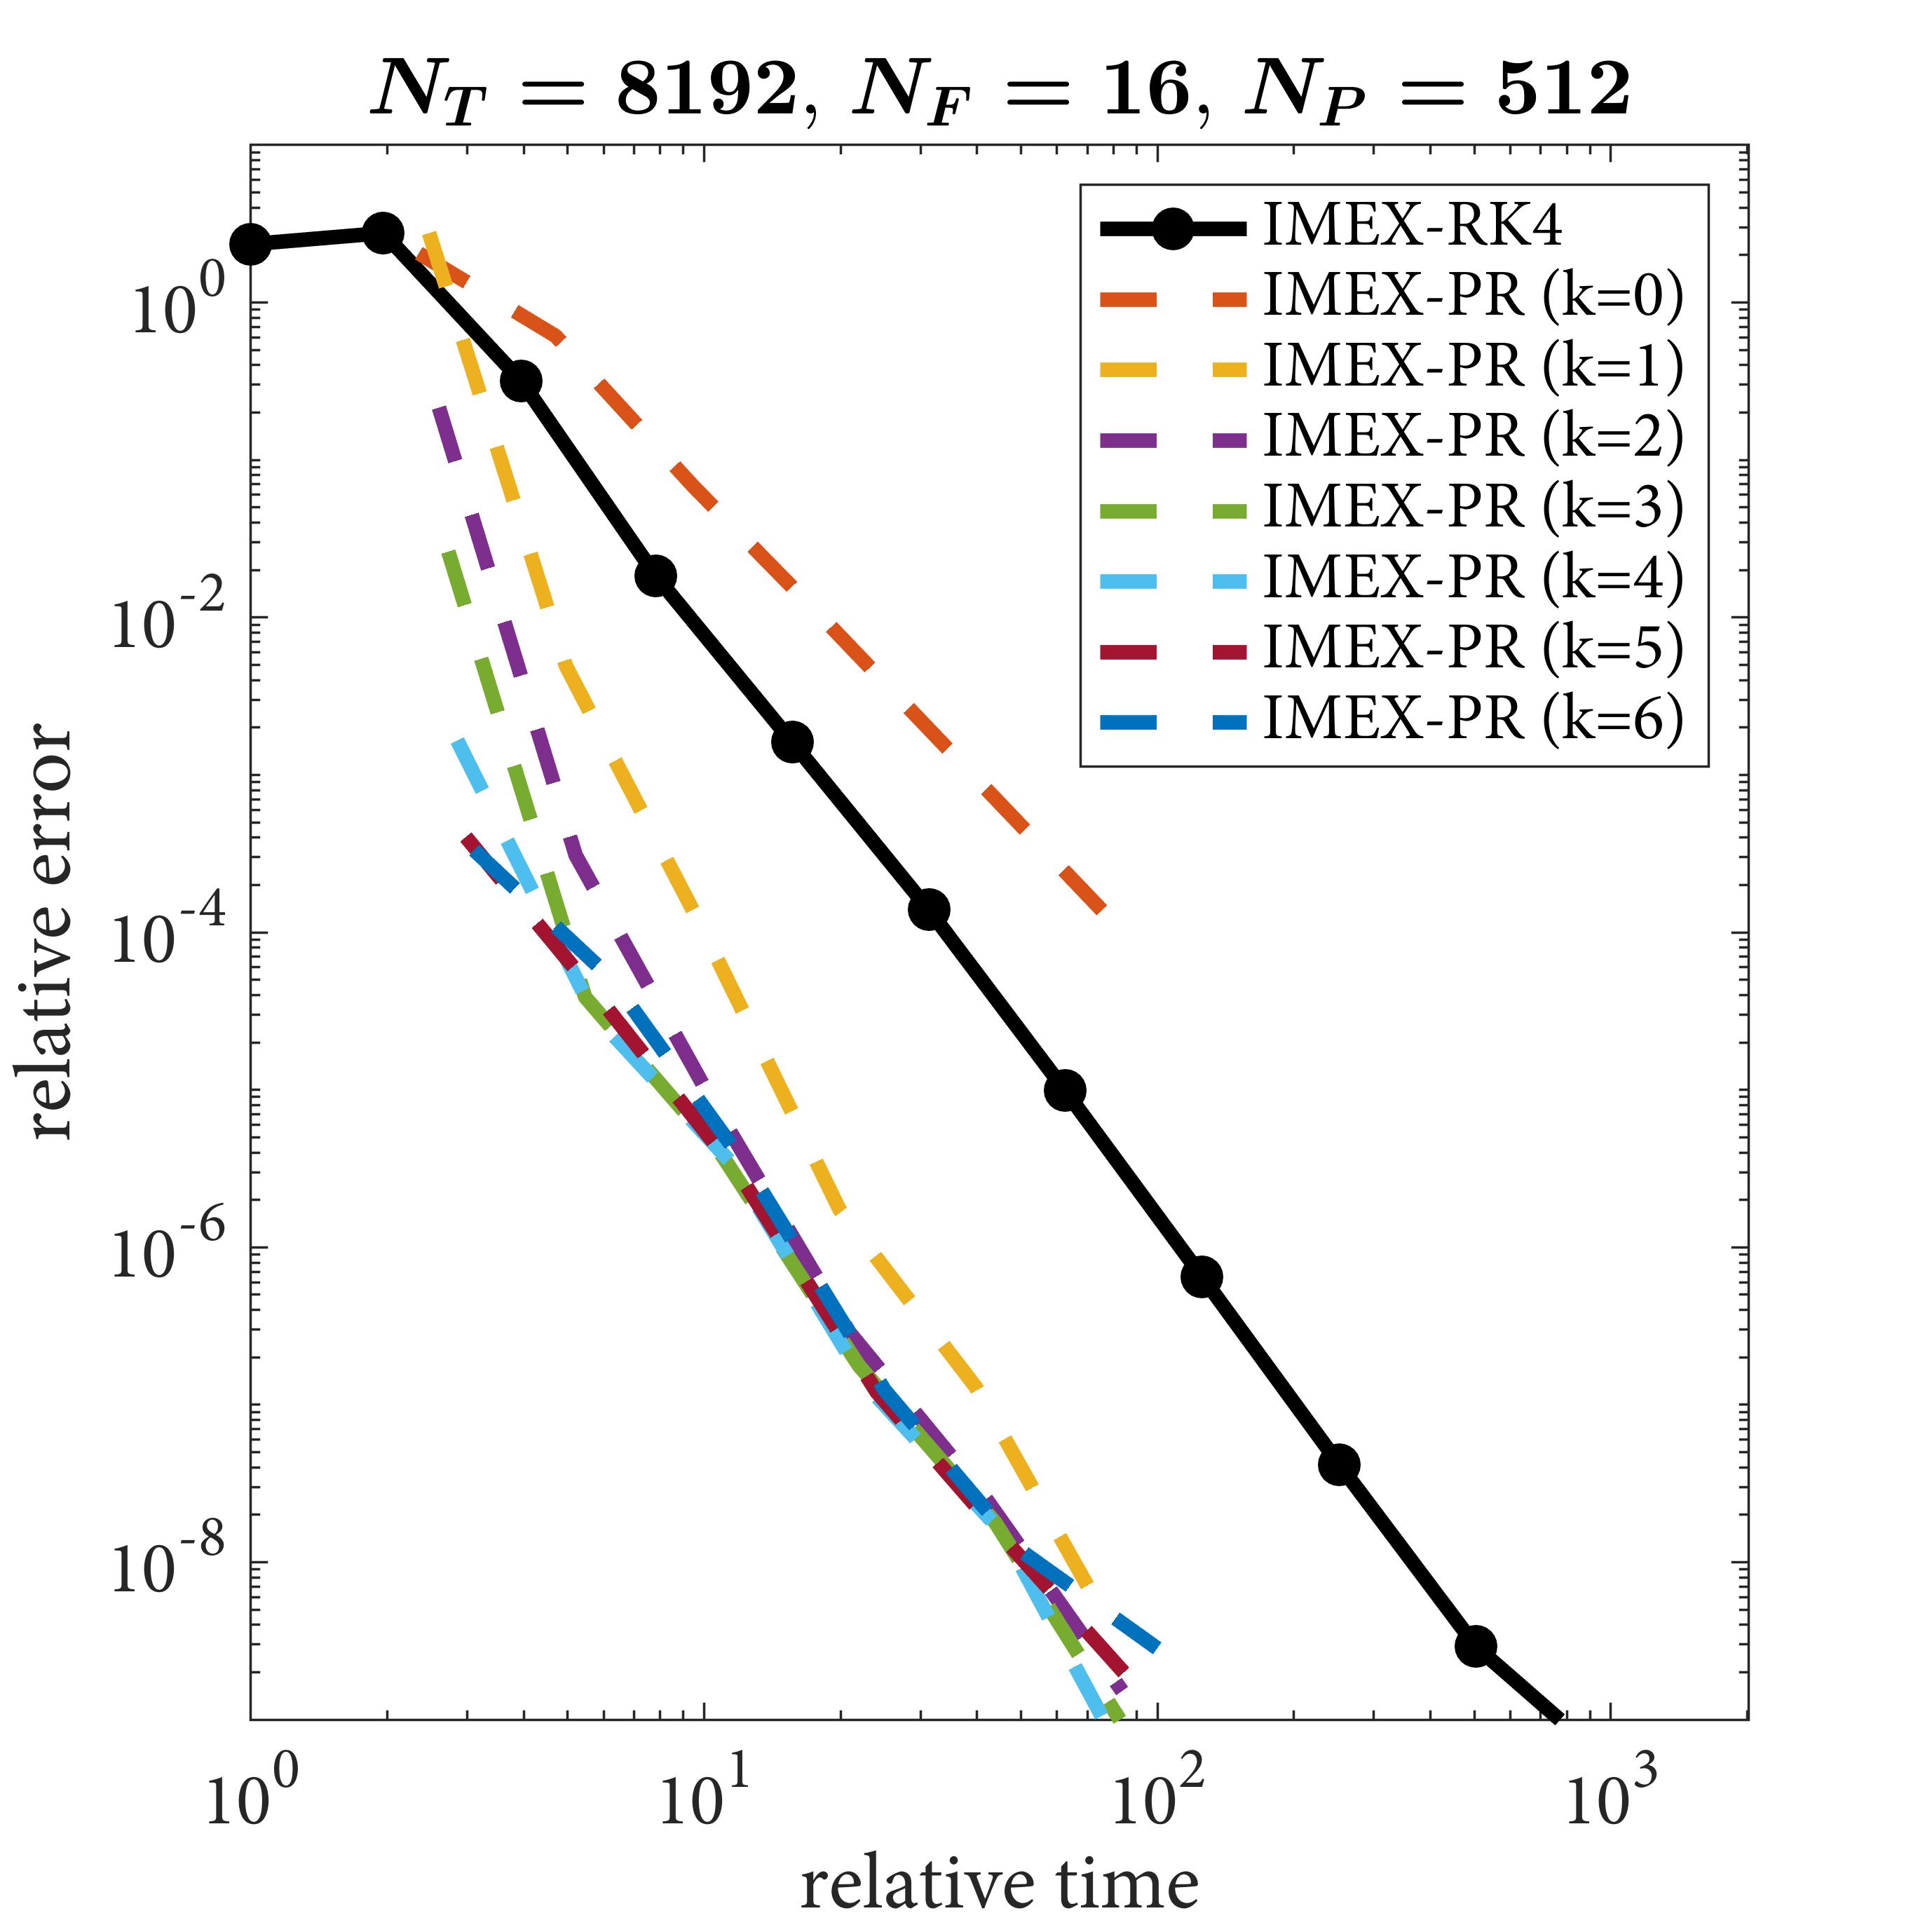 N_T = 8192, N_F = 16, N_P = 512
IMEX-RK4
IMEX-PR (k=0)
IMEX-PR (k=1)
IMEX-PR (k=2)
IMEX-PR (k=3)
IMEX-PR (k=4)
IMEX-PR (k=5)
IMEX-PR (k=6)
relative error
10^0
10^-2
10^-4
10^-6
10^-8
10^0 10^1 10^2 10^3
relative time